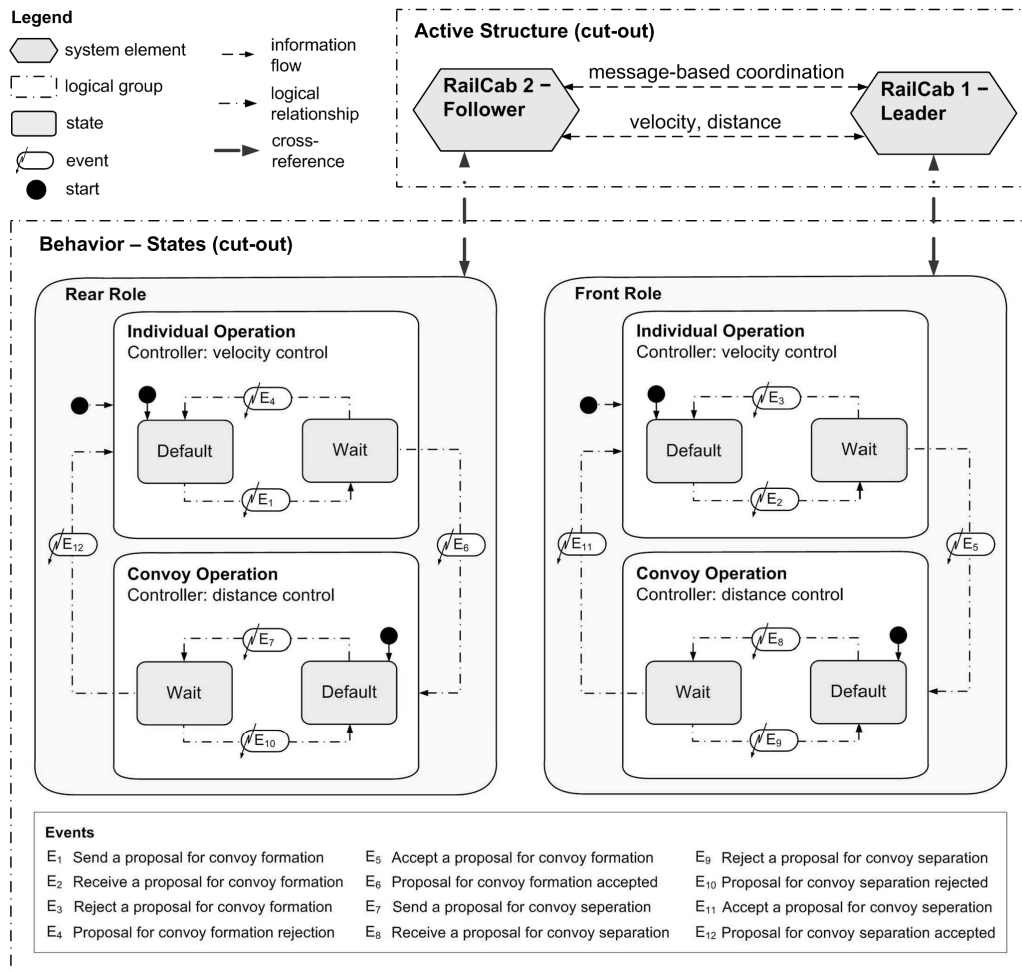 Legend
system element
logical group
state
event
start
information
flow
logical
relationship
cross-
reference
Active Structure (cut-out)
RailCab 2 –
Follower
message-based coordination
velocity, distance
RailCab 1 –
Leader
Behavior – States (cut-out)
Rear Role
Individual Operation
Controller: velocity control
E4
Default
Wait
E1
E12
E6
Convoy Operation
Controller: distance control
E7
Wait
Default
E10
Front Role
Individual Operation
Controller: velocity control
E3
Default
Wait
E2
E11
E5
Convoy Operation
Controller: distance control
E8
Wait
Default
E9
Events
E1 Send a proposal for convoy formation
E2 Receive a proposal for convoy formation
E3 Reject a proposal for convoy formation
E4 Proposal for convoy formation rejection
E5 Accept a proposal for convoy formation
E6 Proposal for convoy formation accepted
E7 Send a proposal for convoy seperation
E8 Receive a proposal for convoy separation
E9 Reject a proposal for convoy separation
E10 Proposal for convoy separation rejected
E11 Accept a proposal for convoy seperation
E12 Proposal for convoy separation accepted